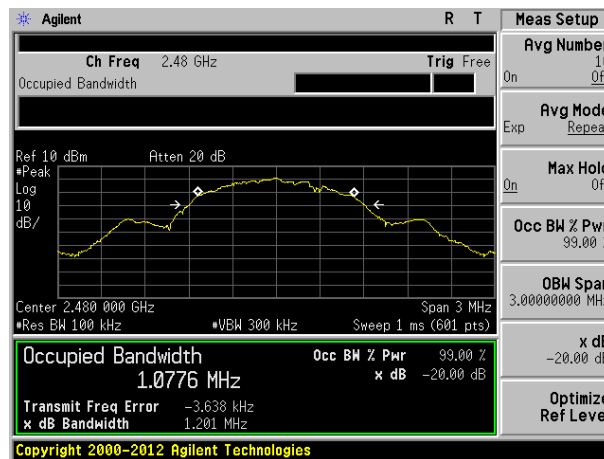 Agilent R T
Ch Freq 2.48 GHz Trig Free
Occupied Bandwidth
Ref 10 dBm Atten 20 dB
#Peak
Log
10
dB/
Center 2.480 000 GHz Span 3 MHz
#Res BW 100 kHz #VBW 300 kHz Sweep 1 ms (601 pts)
Occupied Bandwidth Occ BW % Pwr 99.00 %
1.0776 MHz x dB -20.00 dB
Transmit Freq Error -3.638 kHz
x dB Bandwidth 1.201 MHz
Copyright 2000-2012 Agilent Technologies
Meas Setup
Avg Number
On
Avg Mode
Exp Repeat
Max Hold
On
Occ BW % Pwr
99.00
OBW Span
3.00000000 MH
x dB
-20.00 dB
Optimize
Ref Level